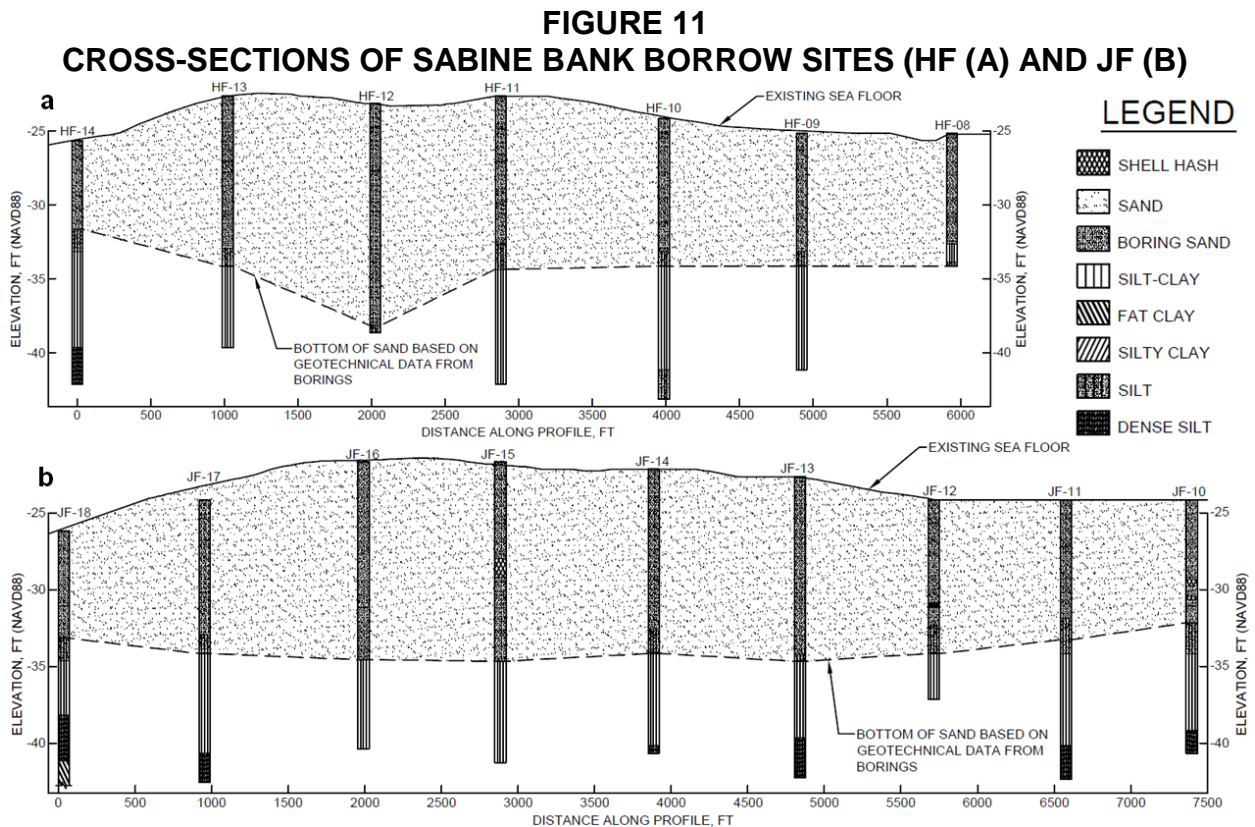 FIGURE 11
CROSS-SECTIONS OF SABINE BANK BORROW SITES (HF (A) AND JF (B)
a
HF-14
HF-13
HF-12
HF-11
HF-10
HF-09
HF-08
EXISTING SEA FLOOR
-25
-30
-35
-40
ELEVATION, FT (NAVD88)
-25
-30
-35
-40
ELEVATION, FT (NAVD88)
BOTTOM OF SAND BASED ON
GEOTECHNICAL DATA FROM
BORINGS
0 500 1000 1500 2000 2500 3000 3500 4000 4500 5000 5500 6000
DISTANCE ALONG PROFILE, FT
LEGEND
SHELL HASH
SAND
BORING SAND
SILT-CLAY
FAT CLAY
SILTY CLAY
SILT
DENSE SILT
b
JF-18
JF-17
JF-16
JF-15
JF-14
JF-13
JF-12
JF-11
JF-10
EXISTING SEA FLOOR
-25
-30
-35
-40
ELEVATION, FT (NAVD88)
-25
-30
-35
-40
ELEVATION, FT (NAVD88)
BOTTOM OF SAND BASED ON
GEOTECHNICAL DATA FROM
BORINGS
0 500 1000 1500 2000 2500 3000 3500 4000 4500 5000 5500 6000 6500 7000 7500
DISTANCE ALONG PROFILE, FT